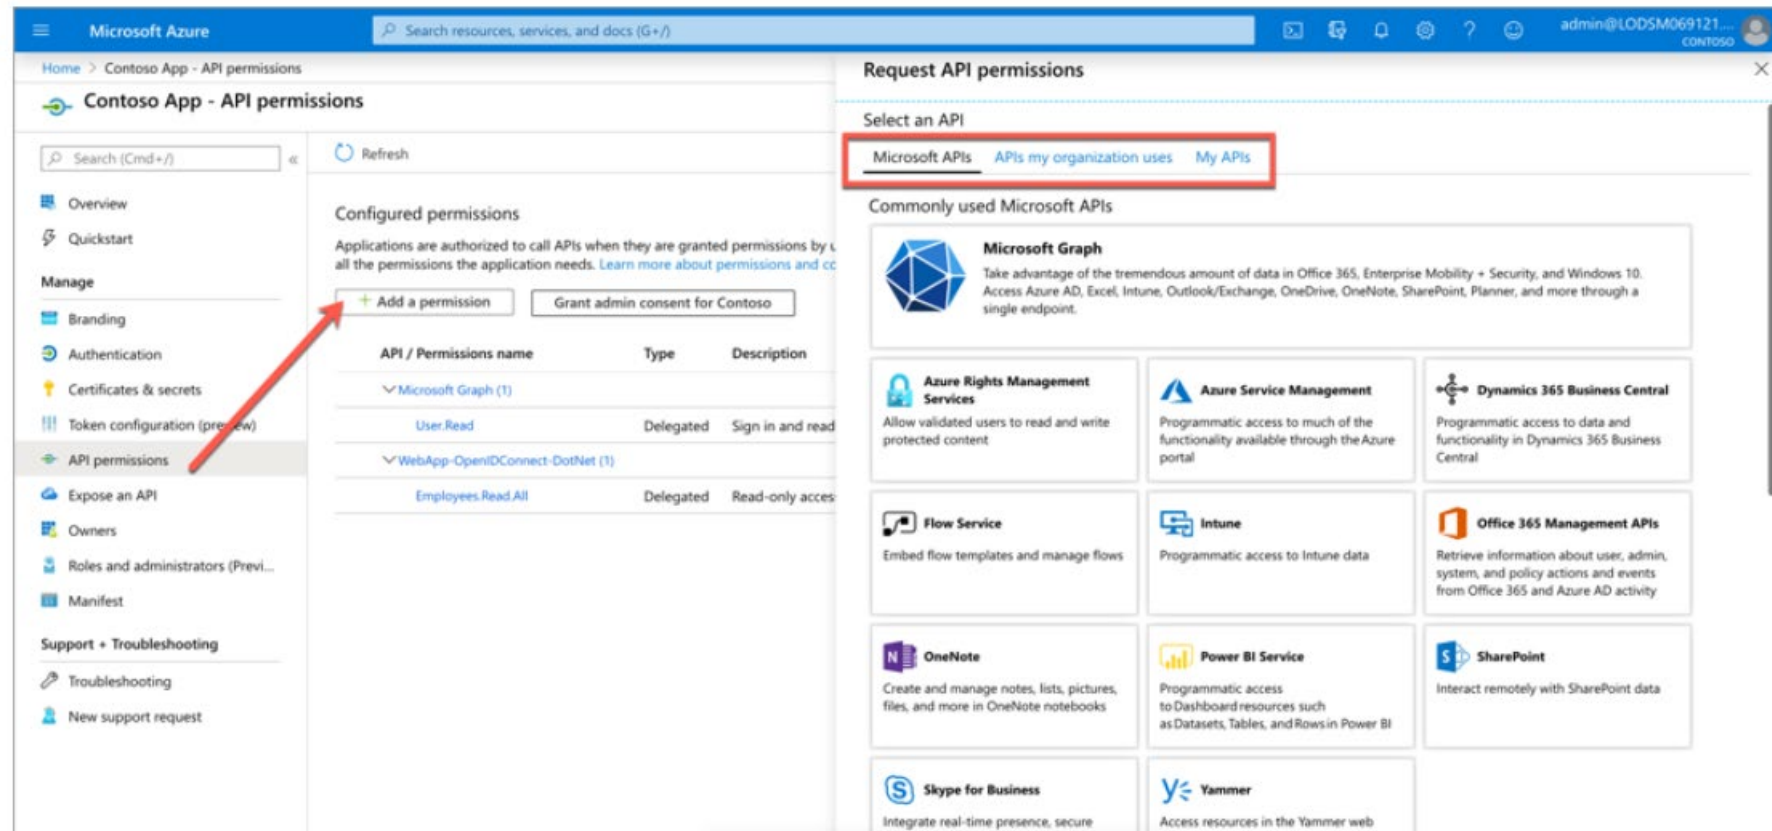 Microsoft Azure
Search resources, services, and docs (G+/)
admin@LODSM069121....
CONTOSO
Home > Contoso App - API permissions
Contoso App - API permissions
Search (Cmd+/)
«
Overview
Quickstart
Manage
Branding
Authentication
Certificates & secrets
Token configuration (preview)
API permissions
Expose an API
Owners
Roles and administrators (Previ...
Manifest
Support + Troubleshooting
Troubleshooting
New support request
Refresh
Configured permissions
Applications are authorized to call APIs when they are granted permissions by u
all the permissions the application needs. Learn more about permissions and co
+ Add a permission
Grant admin consent for Contoso
API / Permissions name Type Description
Microsoft Graph (1)
User.Read Delegated Sign in and read
WebApp-OpenIDConnect-DotNet (1)
Employees.Read.All Delegated Read-only acces
Request API permissions
Select an API
Microsoft APIs APIs my organization uses My APIs
Commonly used Microsoft APIs
Microsoft Graph
Take advantage of the tremendous amount of data in Office 365, Enterprise Mobility + Security, and Windows 10.
Access Azure AD, Excel, Intune, Outlook/Exchange, OneDrive, OneNote, SharePoint, Planner, and more through a
single endpoint.
Azure Rights Management
Services
Allow validated users to read and write
protected content
Azure Service Management
Programmatic access to much of the
functionality available through the Azure
portal
Dynamics 365 Business Central
Programmatic access to data and
functionality in Dynamics 365 Business
Central
Flow Service
Embed flow templates and manage flows
Intune
Programmatic access to Intune data
Office 365 Management APIs
Retrieve information about user, admin,
system, and policy actions and events
from Office 365 and Azure AD activity
OneNote
Create and manage notes, lists, pictures,
files, and more in OneNote notebooks
Power BI Service
Programmatic access
to Dashboard resources such
as Datasets, Tables, and Rows in Power BI
SharePoint
Interact remotely with SharePoint data
Skype for Business
Integrate real-time presence, secure
Yammer
Access resources in the Yammer web